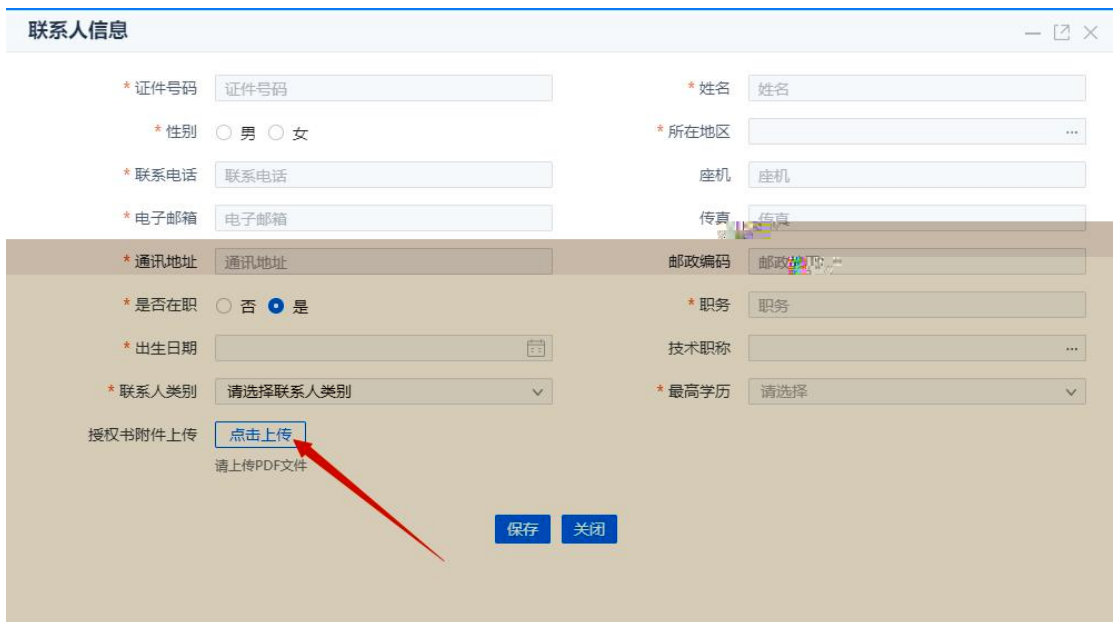 联系人信息
* 证件号码 证件号码 * 姓名 姓名
* 性别 男 女 * 所在地区 ...
* 联系电话 联系电话 座机 座机
* 电子邮箱 电子邮箱 传真 传真
* 通讯地址 通讯地址 邮政编码 邮政
* 是否在职 否 是 * 职务 职务
* 出生日期 技术职称 ...
* 联系人类别 请选择联系人类别 * 最高学历 请选择
授权书附件上传 点击上传
请上传PDF文件
保存 关闭